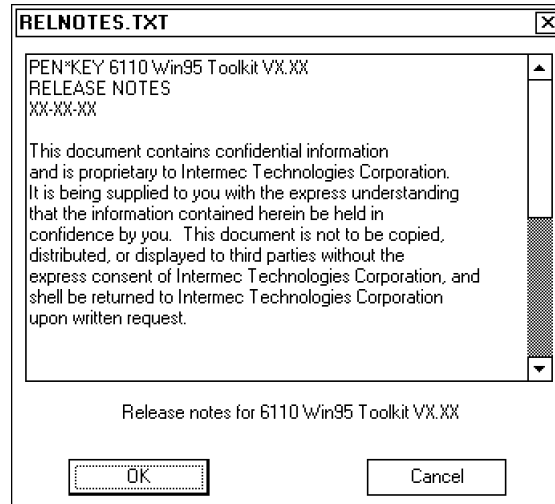 RELNOTES.TXT
PEN*KEY 6110 Win95 Toolkit VX.XX
RELEASE NOTES
XX-XX-XX
This document contains confidential information
and is proprietary to Intermec Technologies Corporation.
It is being supplied to you with the express understanding
that the information contained herein be held in
confidence by you.  This document is not to be copied,
distributed, or displayed to third parties without the
express consent of Intermec Technologies Corporation, and
shell be returned to Intermec Technologies Corporation
upon written request.
Release notes for 6110 Win95 Toolkit VX.XX
OK
Cancel